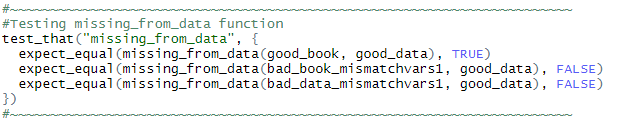 #~~~~~~~~~~~~~~~~~~~~~~~~~~~~~~~~~~~~~~~~~~~~~~~~~~~~~~~~~~~~~~~~~~~~~~~
#Testing missing_from_data function
test_that("missing_from_data", {
  expect_equal(missing_from_data(good_book, good_data), TRUE)
  expect_equal(missing_from_data(bad_book_mismatchvars1, good_data), FALSE)
  expect_equal(missing_from_data(bad_data_mismatchvars1, good_data), FALSE)
})
#~~~~~~~~~~~~~~~~~~~~~~~~~~~~~~~~~~~~~~~~~~~~~~~~~~~~~~~~~~~~~~~~~~~~~~~